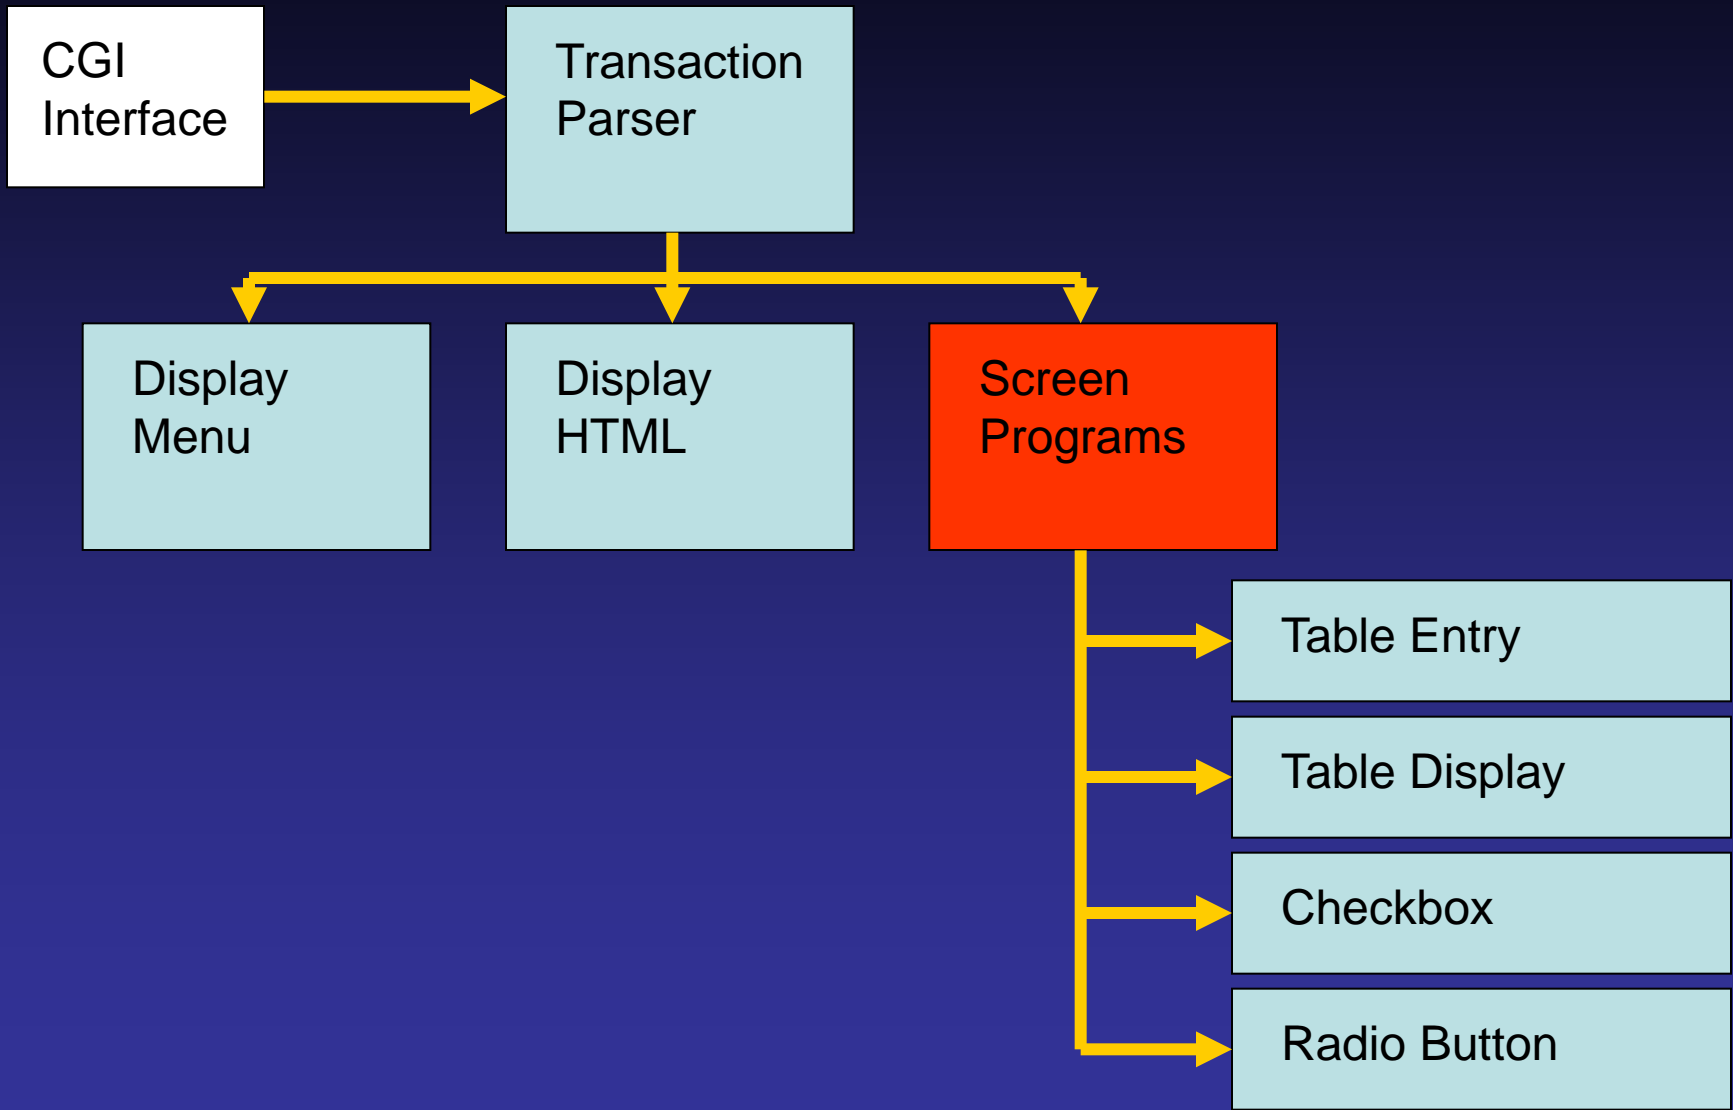 CGI
Interface
Transaction
Parser
Display
Menu
Display
HTML
Screen
Programs
Table Entry
Table Display
Checkbox
Radio Button